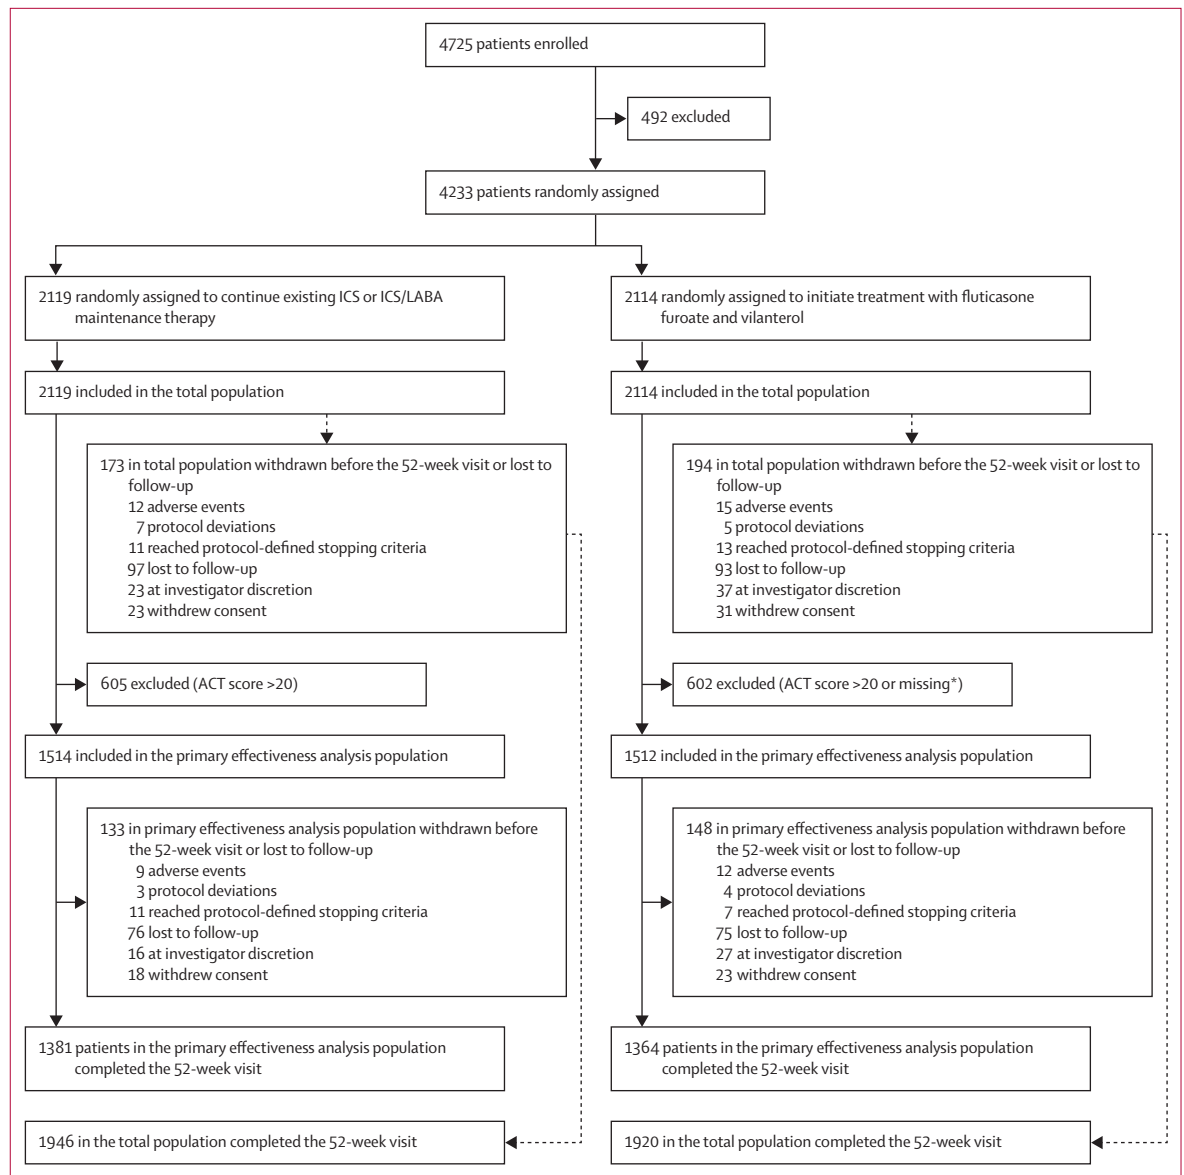 4725 patients enrolled
492 excluded
4233 patients randomly assigned
2119 randomly assigned to continue existing ICS or ICS/LABA
maintenance therapy
2119 included in the total population
173 in total population withdrawn before the 52-week visit or lost to
follow-up
12 adverse events
7 protocol deviations
11 reached protocol-defined stopping criteria
97 lost to follow-up
23 at investigator discretion
23 withdrew consent
605 excluded (ACT score >20)
1514 included in the primary effectiveness analysis population
133 in primary effectiveness analysis population withdrawn before
the 52-week visit or lost to follow-up
9 adverse events
3 protocol deviations
11 reached protocol-defined stopping criteria
76 lost to follow-up
16 at investigator discretion
18 withdrew consent
1381 patients in the primary effectiveness analysis population
completed the 52-week visit
1946 in the total population completed the 52-week visit
2114 randomly assigned to initiate treatment with fluticasone
furoate and vilanterol
2114 included in the total population
194 in total population withdrawn before the 52-week visit or lost to
follow-up
15 adverse events
5 protocol deviations
13 reached protocol-defined stopping criteria
93 lost to follow-up
37 at investigator discretion
31 withdrew consent
602 excluded (ACT score >20 or missing*)
1512 included in the primary effectiveness analysis population
148 in primary effectiveness analysis population withdrawn before
the 52-week visit or lost to follow-up
12 adverse events
4 protocol deviations
7 reached protocol-defined stopping criteria
75 lost to follow-up
27 at investigator discretion
23 withdrew consent
1364 patients in the primary effectiveness analysis population
completed the 52-week visit
1920 in the total population completed the 52-week visit